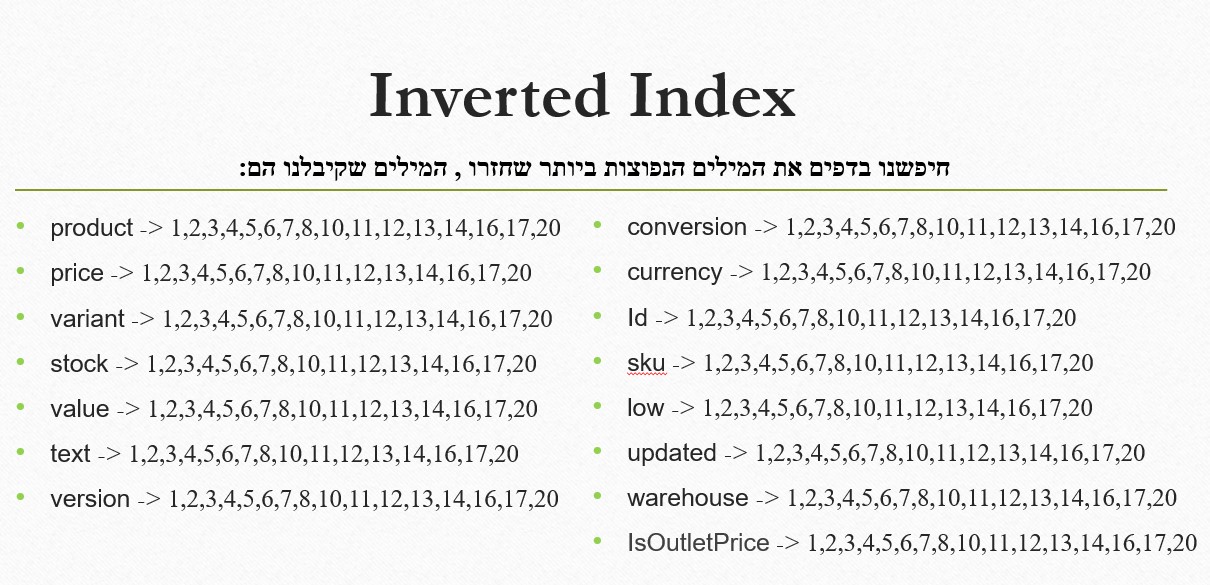 Inverted Index
חיפשנו בדפים את המילים הנפוצות ביותר שחזרו , המילים שקיבלנו הם:
• product -> 1,2,3,4,5,6,7,8,10,11,12,13,14,16,17,20
• price -> 1,2,3,4,5,6,7,8,10,11,12,13,14,16,17,20
• variant -> 1,2,3,4,5,6,7,8,10,11,12,13,14,16,17,20
• stock -> 1,2,3,4,5,6,7,8,10,11,12,13,14,16,17,20
• value -> 1,2,3,4,5,6,7,8,10,11,12,13,14,16,17,20
• text -> 1,2,3,4,5,6,7,8,10,11,12,13,14,16,17,20
• version -> 1,2,3,4,5,6,7,8,10,11,12,13,14,16,17,20
• conversion -> 1,2,3,4,5,6,7,8,10,11,12,13,14,16,17,20
• currency -> 1,2,3,4,5,6,7,8,10,11,12,13,14,16,17,20
• Id -> 1,2,3,4,5,6,7,8,10,11,12,13,14,16,17,20
• sku -> 1,2,3,4,5,6,7,8,10,11,12,13,14,16,17,20
• low -> 1,2,3,4,5,6,7,8,10,11,12,13,14,16,17,20
• updated -> 1,2,3,4,5,6,7,8,10,11,12,13,14,16,17,20
• warehouse -> 1,2,3,4,5,6,7,8,10,11,12,13,14,16,17,20
• IsOutletPrice -> 1,2,3,4,5,6,7,8,10,11,12,13,14,16,17,20